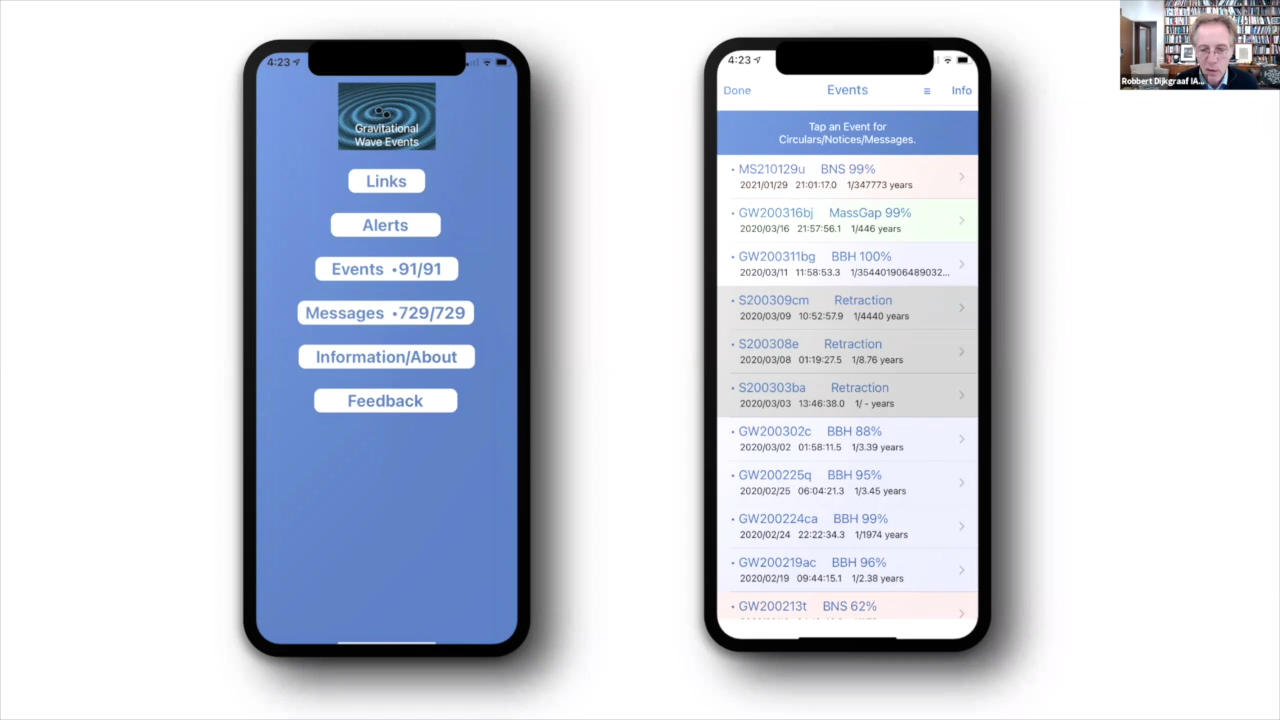 4:23
Gravitational
Wave Events
Links
Alerts
Events •91/91
Messages •729/729
Information/About
Feedback
4:23
Done Events Info
Tap an Event for
Circulars/Notices/Messages.
• MS210129u BNS 99%
2021/01/29 21:01:17.0 1/347773 years
• GW200316bj MassGap 99%
2020/03/16 21:57:56.1 1/446 years
• GW200311bg BBH 100%
2020/03/11 11:58:53.3 1/354401906489032...
• S200309cm Retraction
2020/03/09 10:52:57.9 1/4440 years
• S200308e Retraction
2020/03/08 01:19:27.5 1/8.76 years
• S200303ba Retraction
2020/03/03 13:46:38.0 1/ - years
• GW200302c BBH 88%
2020/03/02 01:58:11.5 1/3.39 years
• GW200225q BBH 95%
2020/02/25 06:04:21.3 1/3.45 years
• GW200224ca BBH 99%
2020/02/24 22:22:34.3 1/1974 years
• GW200219ac BBH 96%
2020/02/19 09:44:15.1 1/2.38 years
• GW200213t BNS 62%
Robbert Dijkgraaf IA...